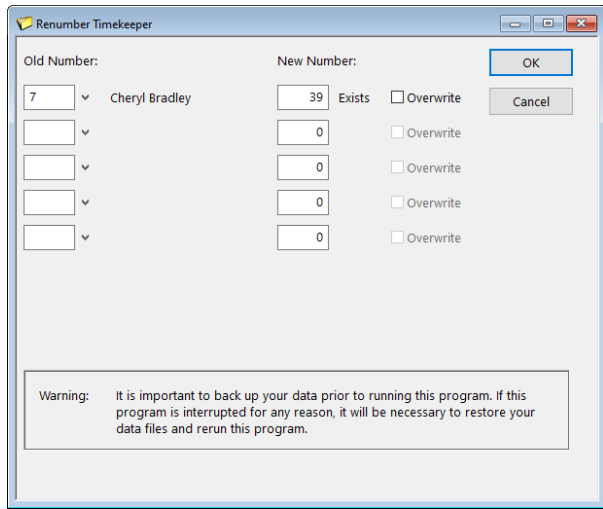 Renumber Timekeeper
Old Number: New Number: OK
7 Cheryl Bradley 39 Exists Overwrite Cancel
0 Overwrite
0 Overwrite
0 Overwrite
0 Overwrite
Warning: It is important to back up your data prior to running this program. If this
program is interrupted for any reason, it will be necessary to restore your
data files and rerun this program.